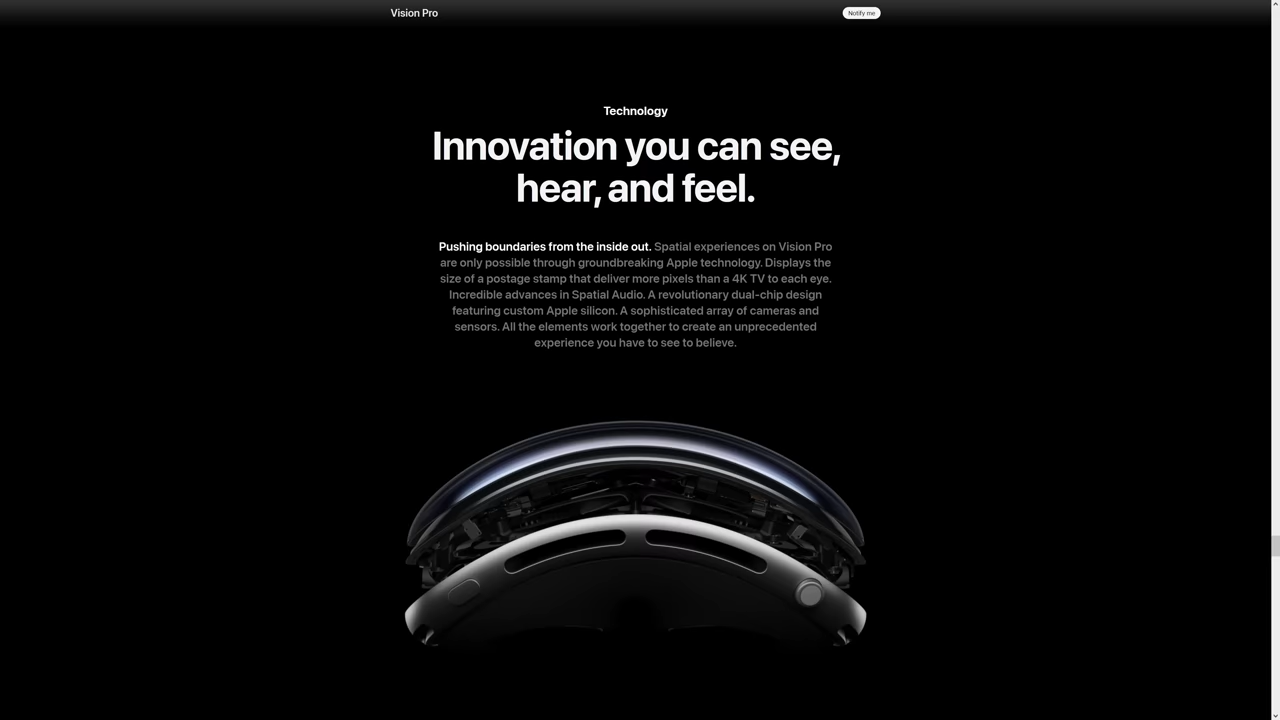 Vision Pro
Notify me
Technology
Innovation you can see,
hear, and feel.
Pushing boundaries from the inside out. Spatial experiences on Vision Pro
are only possible through groundbreaking Apple technology. Displays the
size of a postage stamp that deliver more pixels than a 4K TV to each eye.
Incredible advances in Spatial Audio. A revolutionary dual-chip design
featuring custom Apple silicon. A sophisticated array of cameras and
sensors. All the elements work together to create an unprecedented
experience you have to see to believe.